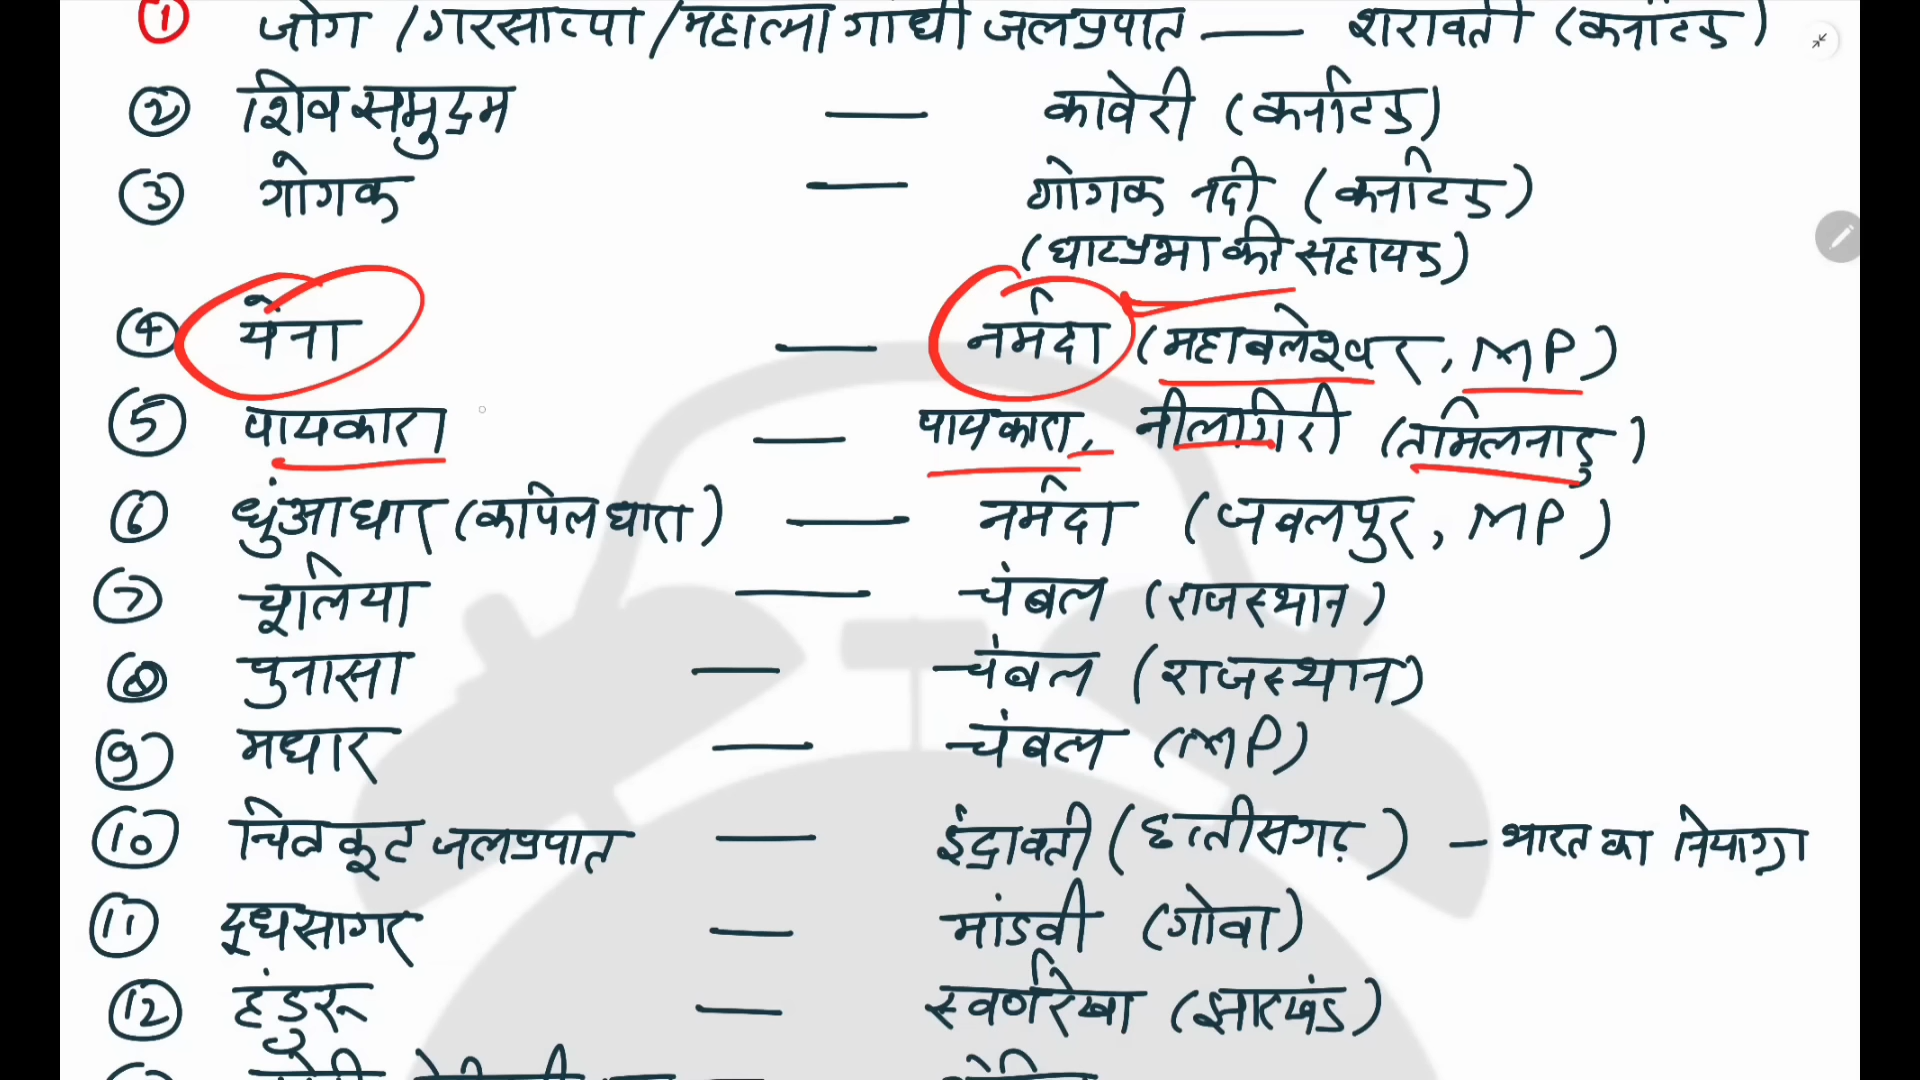 ① जोग / गरसाप्पा / महात्मा गांधी जलप्रपात — शरावती (कर्नाटक)
② शिवसमुद्रम — कावेरी (कर्नाटक)
③ गोगक — गोगक नदी (कर्नाटक)
(घाटप्रभा की सहायक)
④ येना — नर्मदा (महाबलेश्वर, MP)
⑤ पायकारा — पायकारा, नीलगिरी (तमिलनाडु)
⑥ धुंआधार (कपिलधारा) — नर्मदा (जबलपुर, MP)
⑦ चूलिया — चंबल (राजस्थान)
⑧ पुनासा — चंबल (राजस्थान)
⑨ मधार — चंबल (MP)
⑩ चित्रकूट जलप्रपात — इंद्रावती (छत्तीसगढ़) — भारत का नियाग्रा
⑪ दूधसागर — मांडवी (गोवा)
⑫ हुंडरू — स्वर्णरेखा (झारखंड)